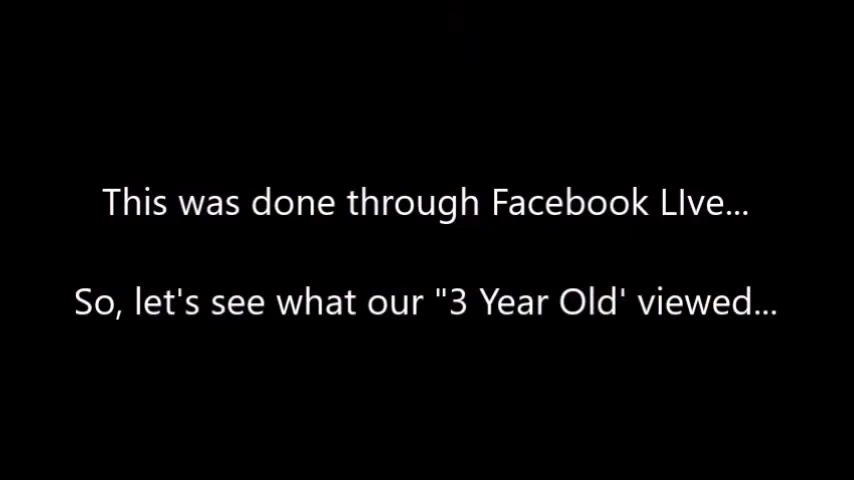 This was done through Facebook LIve...
So, let's see what our "3 Year Old' viewed...